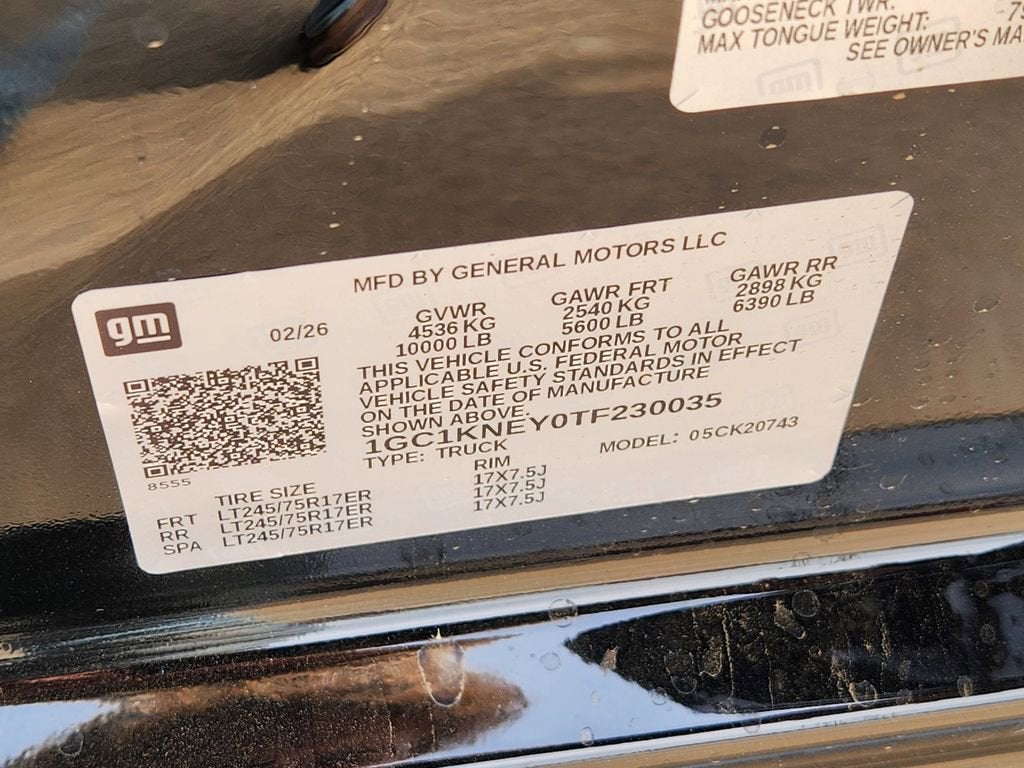 GOOSENECK TWR:
MAX TONGUE WEIGHT:
SEE OWNER'S
MFD BY GENERAL MOTORS LLC
gm
02/26
GVWR
4536 KG
10000 LB
GAWR FRT
2540 KG
5600 LB
GAWR RR
2898 KG
6390 LB
THIS VEHICLE CONFORMS TO ALL
APPLICABLE U.S. FEDERAL MOTOR
VEHICLE SAFETY STANDARDS IN EFFECT
ON THE DATE OF MANUFACTURE
SHOWN ABOVE.
1GC1KNEY0TF230035
TYPE: TRUCK
MODEL: 05CK20743
8555
TIRE SIZE RIM
FRT LT245/75R17ER 17X7.5J
RR LT245/75R17ER 17X7.5J
SPA LT245/75R17ER 17X7.5J